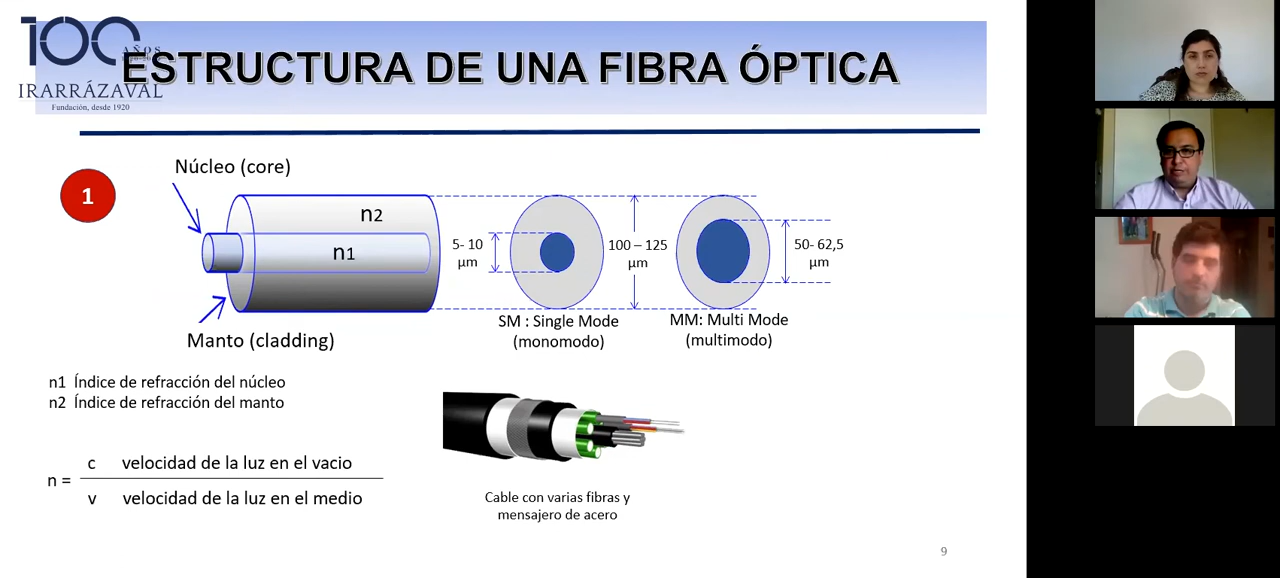 100
AÑOS
IRARRÁZAVAL
Fundación, desde 1920
ESTRUCTURA DE UNA FIBRA ÓPTICA
1
Núcleo (core)
n2
n1
Manto (cladding)
5- 10
µm
100 – 125
µm
50- 62,5
µm
SM : Single Mode
(monomodo)
MM: Multi Mode
(multimodo)
n1 Índice de refracción del núcleo
n2 Índice de refracción del manto
n =
c velocidad de la luz en el vacio
v velocidad de la luz en el medio
Cable con varias fibras y
mensajero de acero
9